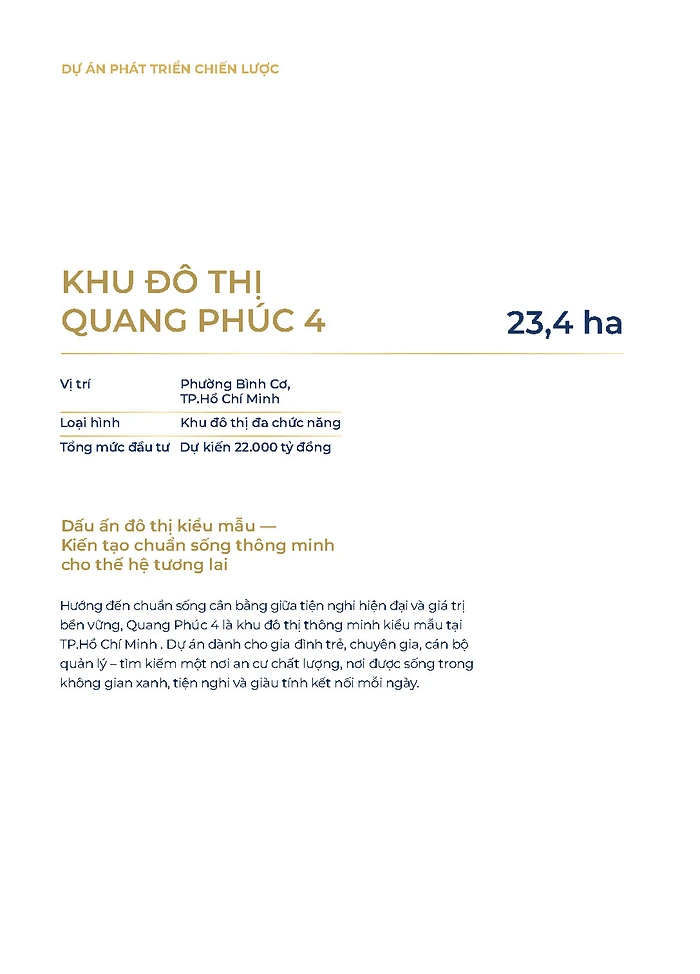 DỰ ÁN PHÁT TRIỂN CHIẾN LƯỢC
KHU ĐÔ THỊ
QUANG PHÚC 4
23,4 ha
Vị trí
Phường Bình Cơ,
TP.Hồ Chí Minh
Loại hình
Khu đô thị đa chức năng
Tổng mức đầu tư
Dự kiến 22.000 tỷ đồng
Dấu ấn đô thị kiểu mẫu —
Kiến tạo chuẩn sống thông minh
cho thế hệ tương lai
Hướng đến chuẩn sống cân bằng giữa tiện nghi hiện đại và giá trị
bền vững, Quang Phúc 4 là khu đô thị thông minh kiểu mẫu tại
TP.Hồ Chí Minh . Dự án dành cho gia đình trẻ, chuyên gia, cán bộ
quản lý – tìm kiếm một nơi an cư chất lượng, nơi được sống trong
không gian xanh, tiện nghi và giàu tính kết nối mỗi ngày.